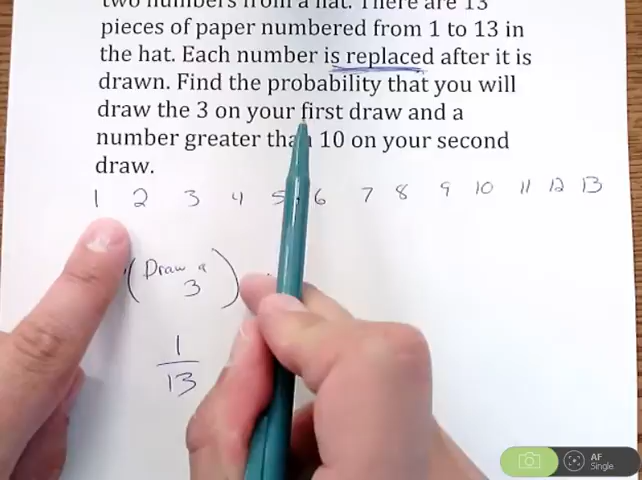 two numbers from a hat. There are 13
pieces of paper numbered from 1 to 13 in
the hat. Each number is replaced after it is
drawn. Find the probability that you will
draw the 3 on your first draw and a
number greater than 10 on your second
draw.
1 2 3 4 5 6 7 8 9 10 11 12 13
(Draw a
3)
1
13
AF
Single